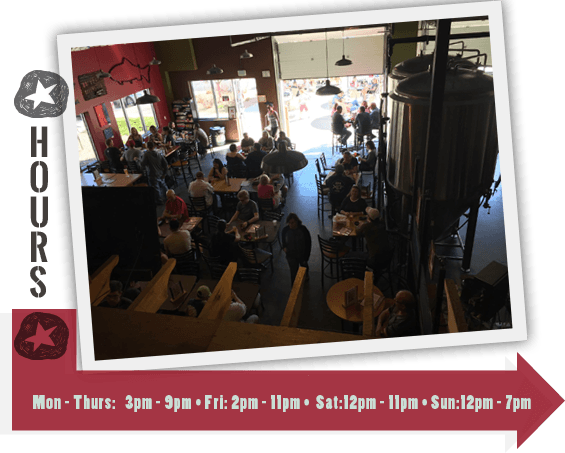 HOURS
Mon - Thurs: 3pm - 9pm • Fri: 2pm - 11pm • Sat:12pm - 11pm • Sun:12pm - 7pm